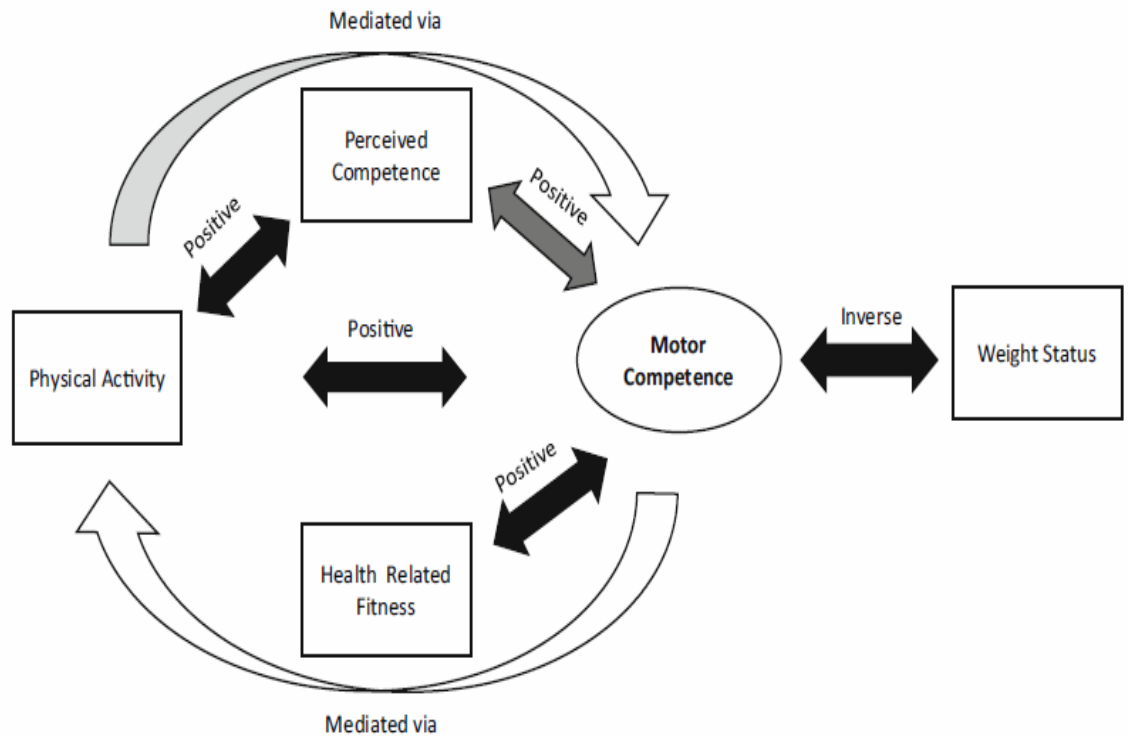 Mediated via
Perceived
Competence
Positive
Positive
Positive
Physical Activity
Motor
Competence
Inverse
Weight Status
Positive
Health Related
Fitness
Mediated via